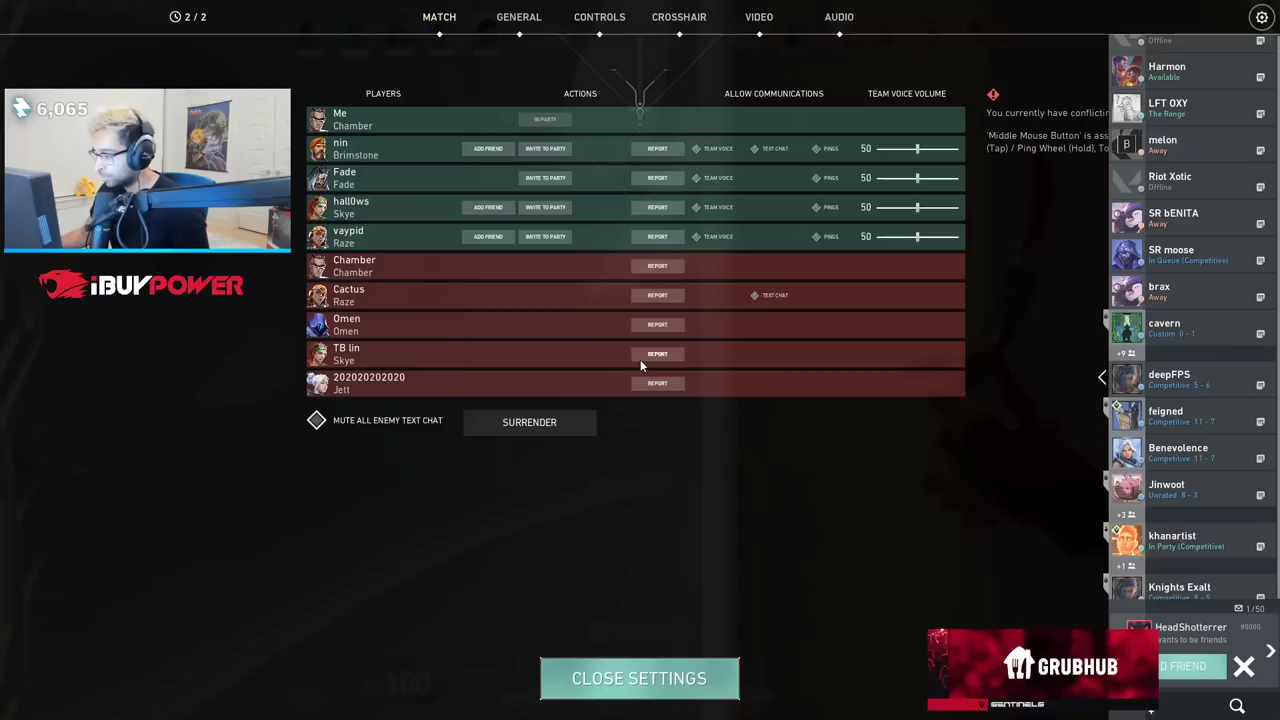 2 / 2
MATCH
GENERAL
CONTROLS
CROSSHAIR
VIDEO
AUDIO
6,065
iBUYPOWER
PLAYERS
ACTIONS
ALLOW COMMUNICATIONS
TEAM VOICE VOLUME
Me
Chamber
IN PARTY
nin
Brimstone
ADD FRIEND
INVITE TO PARTY
REPORT
TEAM VOICE
TEXT CHAT
PINGS
50
Fade
Fade
INVITE TO PARTY
REPORT
TEAM VOICE
PINGS
50
hall0ws
Skye
ADD FRIEND
INVITE TO PARTY
REPORT
TEAM VOICE
PINGS
50
vaypid
Raze
ADD FRIEND
INVITE TO PARTY
REPORT
TEAM VOICE
PINGS
50
Chamber
Chamber
REPORT
Cactus
Raze
REPORT
TEXT CHAT
Omen
Omen
REPORT
TB lin
Skye
REPORT
202020202020
Jett
REPORT
MUTE ALL ENEMY TEXT CHAT
SURRENDER
CLOSE SETTINGS
You currently have conflictin
'Middle Mouse Button' is ass
(Tap) / Ping Wheel (Hold), To
Offline
Harmon
Available
LFT OXY
The Range
B
melon
Away
Riot Xotic
Offline
SR bENITA
Away
SR moose
In Queue (Competitive)
brax
Away
cavern
Custom 0 - 1
+9
deepFPS
Competitive 5 - 6
feigned
Competitive 11 - 7
Benevolence
Competitive 11 - 7
Jinwoot
Unrated 8 - 3
+3
khanartist
In Party (Competitive)
+1
Knights Exalt
Competitive 9 - 5
1/50
HeadShotterrer
#0000
wants to be friends
D FRIEND
GRUBHUB
SENTINELS